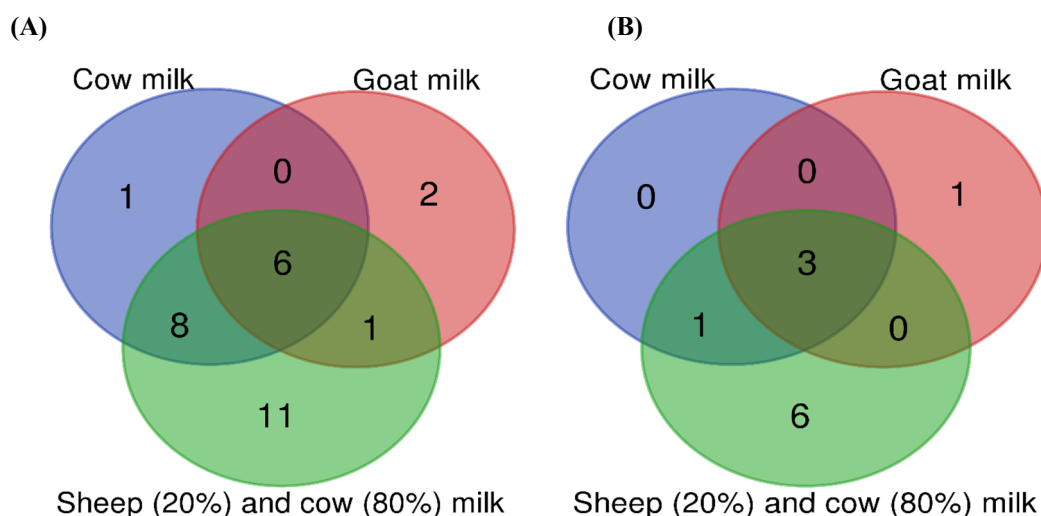 (A) (B)
Cow milk Goat milk Cow milk Goat milk
0 0
1 2 0 1
6 3
8 1 1 0
11 6
Sheep (20%) and cow (80%) milk Sheep (20%) and cow (80%) milk